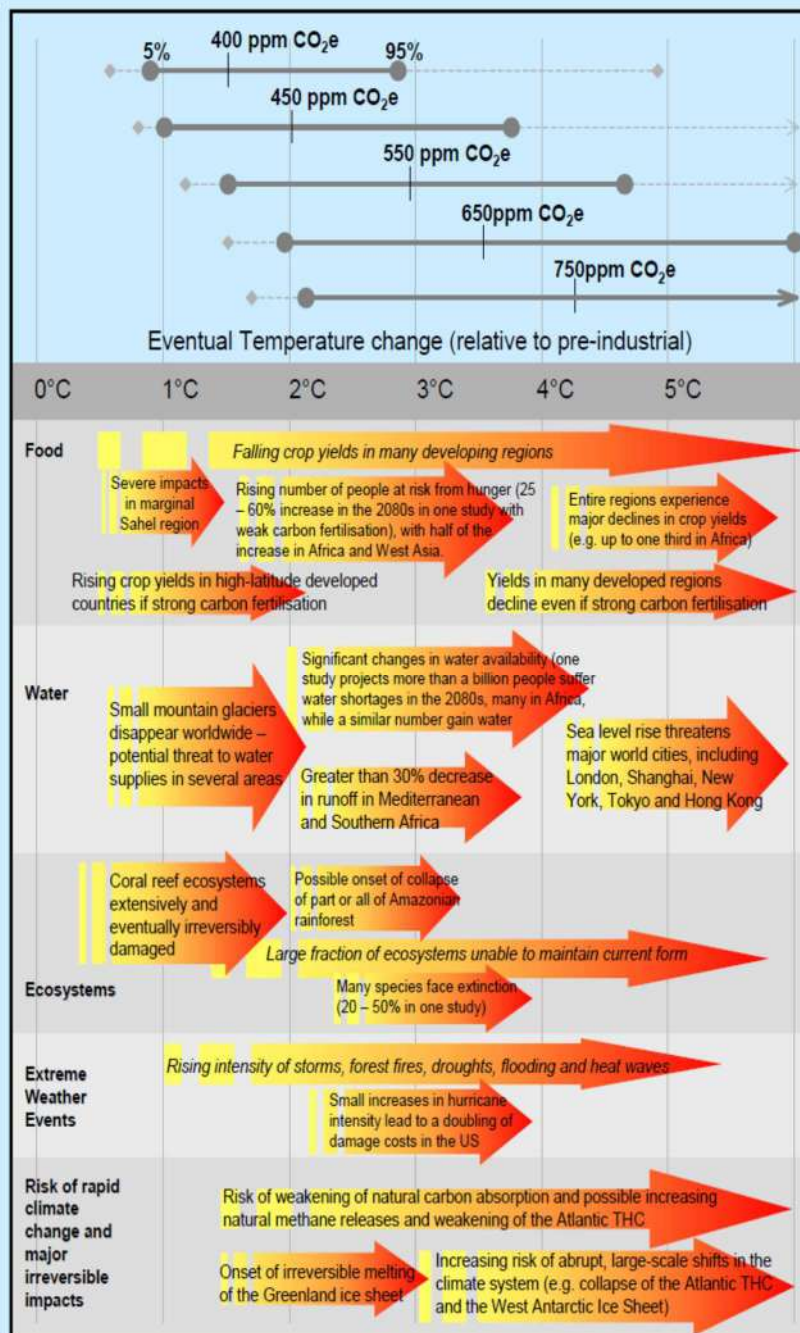 400 ppm CO₂e
5%
95%
450 ppm CO₂e
550 ppm CO₂e
650ppm CO₂e
750ppm CO₂e
Eventual Temperature change (relative to pre-industrial)
0°C 1°C 2°C 3°C 4°C 5°C
Food
Falling crop yields in many developing regions
Severe impacts
in marginal
Sahel region
Rising number of people at risk from hunger (25
– 60% increase in the 2080s in one study with
weak carbon fertilisation), with half of the
increase in Africa and West Asia.
Entire regions experience
major declines in crop yields
(e.g. up to one third in Africa)
Rising crop yields in high-latitude developed
countries if strong carbon fertilisation
Yields in many developed regions
decline even if strong carbon fertilisation
Water
Small mountain glaciers
disappear worldwide –
potential threat to water
supplies in several areas
Significant changes in water availability (one
study projects more than a billion people suffer
water shortages in the 2080s, many in Africa,
while a similar number gain water
Greater than 30% decrease
in runoff in Mediterranean
and Southern Africa
Sea level rise threatens
major world cities, including
London, Shanghai, New
York, Tokyo and Hong Kong
Ecosystems
Coral reef ecosystems
extensively and
eventually irreversibly
damaged
Possible onset of collapse
of part or all of Amazonian
rainforest
Large fraction of ecosystems unable to maintain current form
Many species face extinction
(20 – 50% in one study)
Extreme
Weather
Events
Rising intensity of storms, forest fires, droughts, flooding and heat waves
Small increases in hurricane
intensity lead to a doubling of
damage costs in the US
Risk of rapid
climate
change and
major
irreversible
impacts
Risk of weakening of natural carbon absorption and possible increasing
natural methane releases and weakening of the Atlantic THC
Onset of irreversible melting
of the Greenland ice sheet
Increasing risk of abrupt, large-scale shifts in the
climate system (e.g. collapse of the Atlantic THC
and the West Antarctic Ice Sheet)